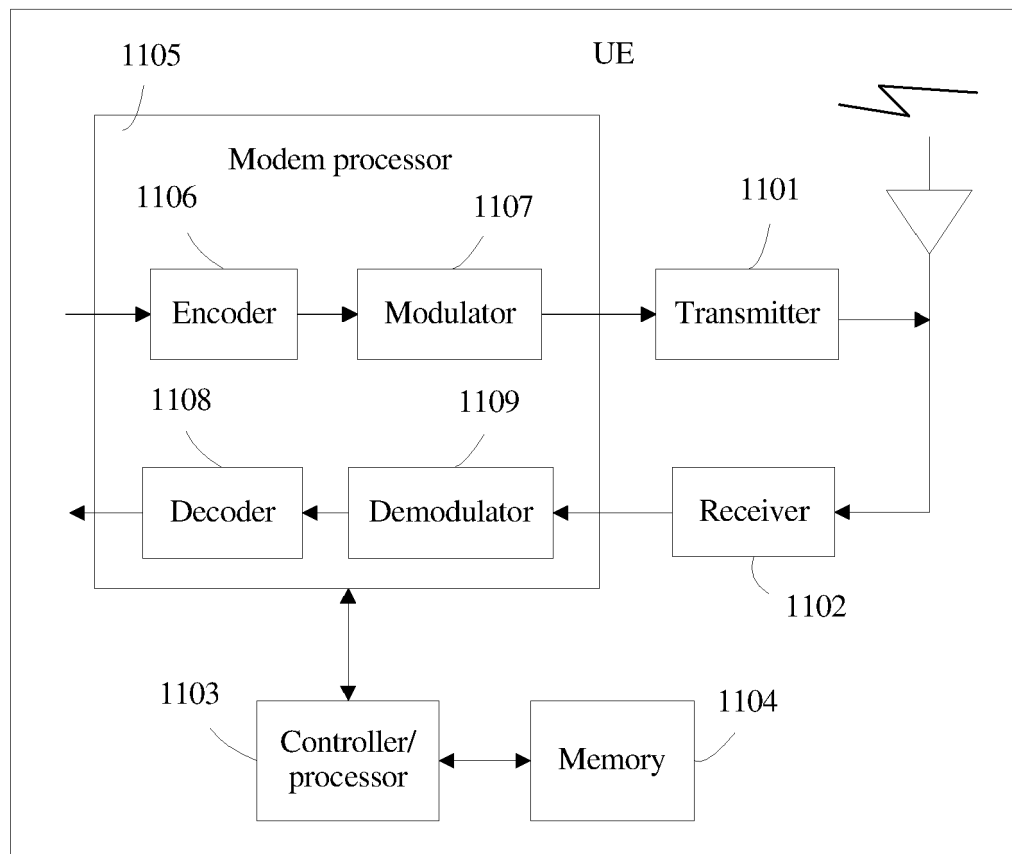 1105
UE
Modem processor
1106
1107
1101
Encoder
Modulator
Transmitter
1108
1109
Decoder
Demodulator
Receiver
1102
1103
1104
Controller/
processor
Memory